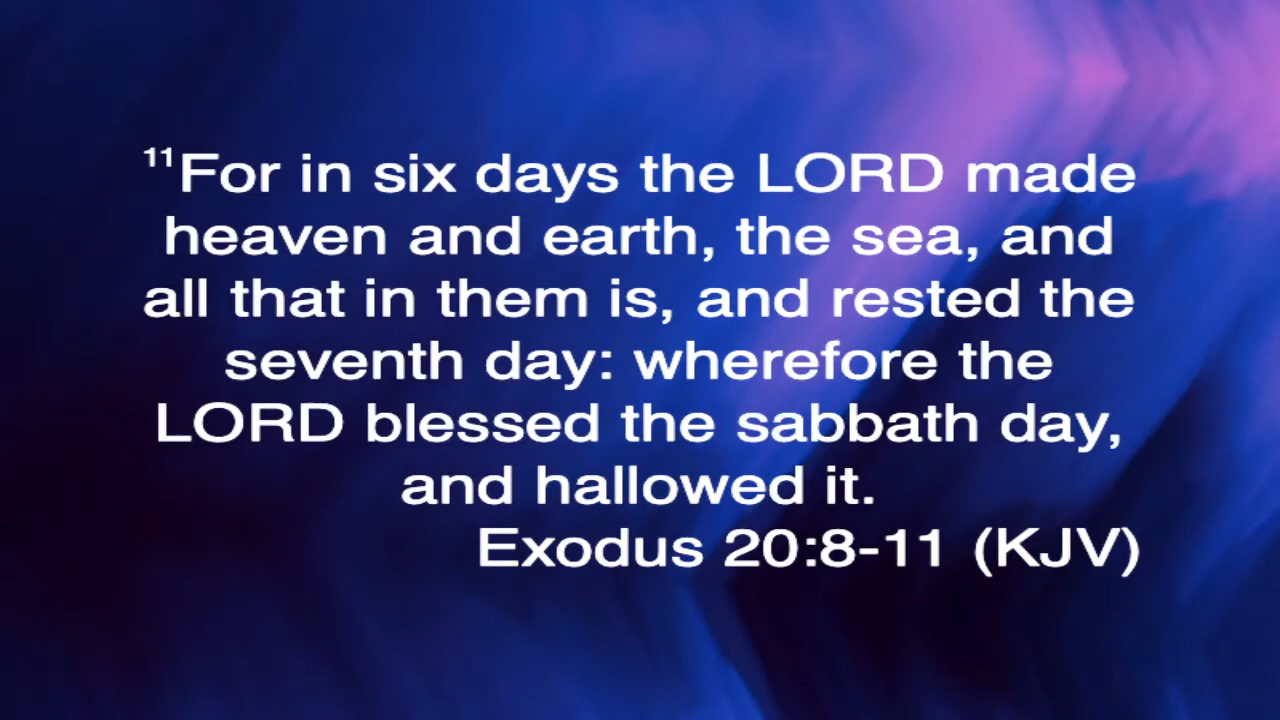 ¹¹For in six days the LORD made
heaven and earth, the sea, and
all that in them is, and rested the
seventh day: wherefore the
LORD blessed the sabbath day,
and hallowed it.
Exodus 20:8-11 (KJV)